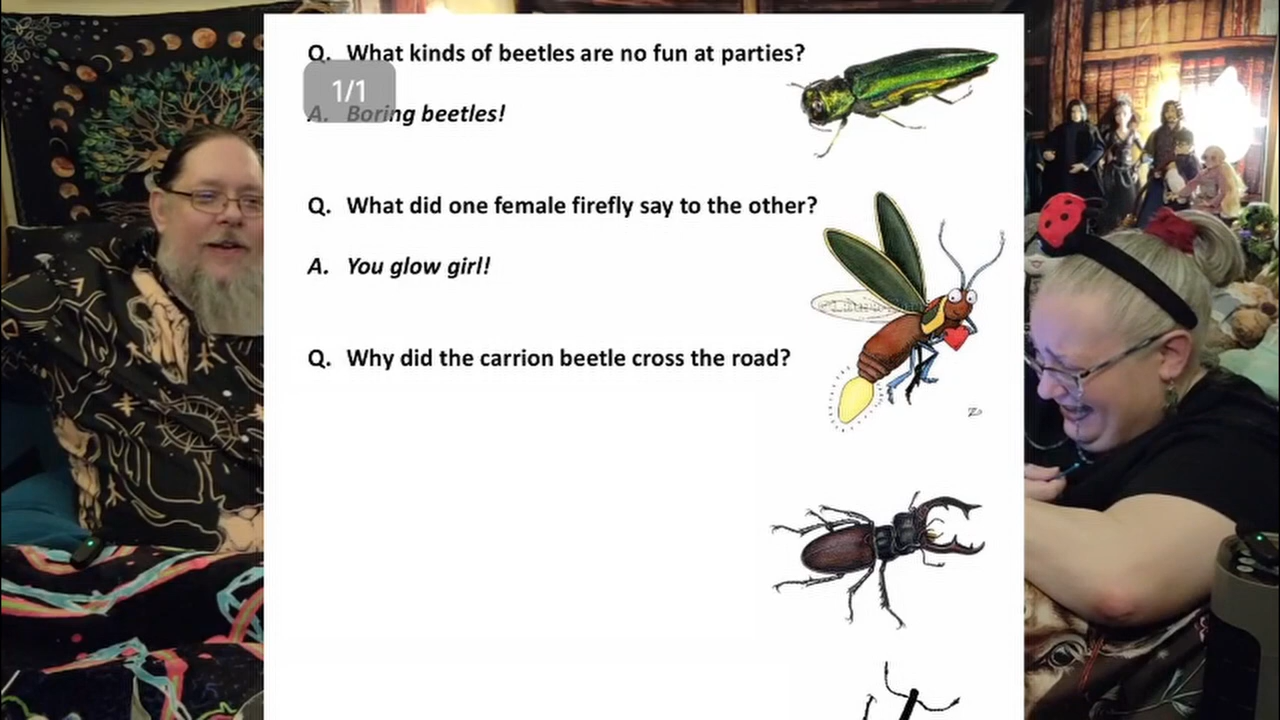 Q. What kinds of beetles are no fun at parties?
1/1
A. Boring beetles!
Q. What did one female firefly say to the other?
A. You glow girl!
Q. Why did the carrion beetle cross the road?